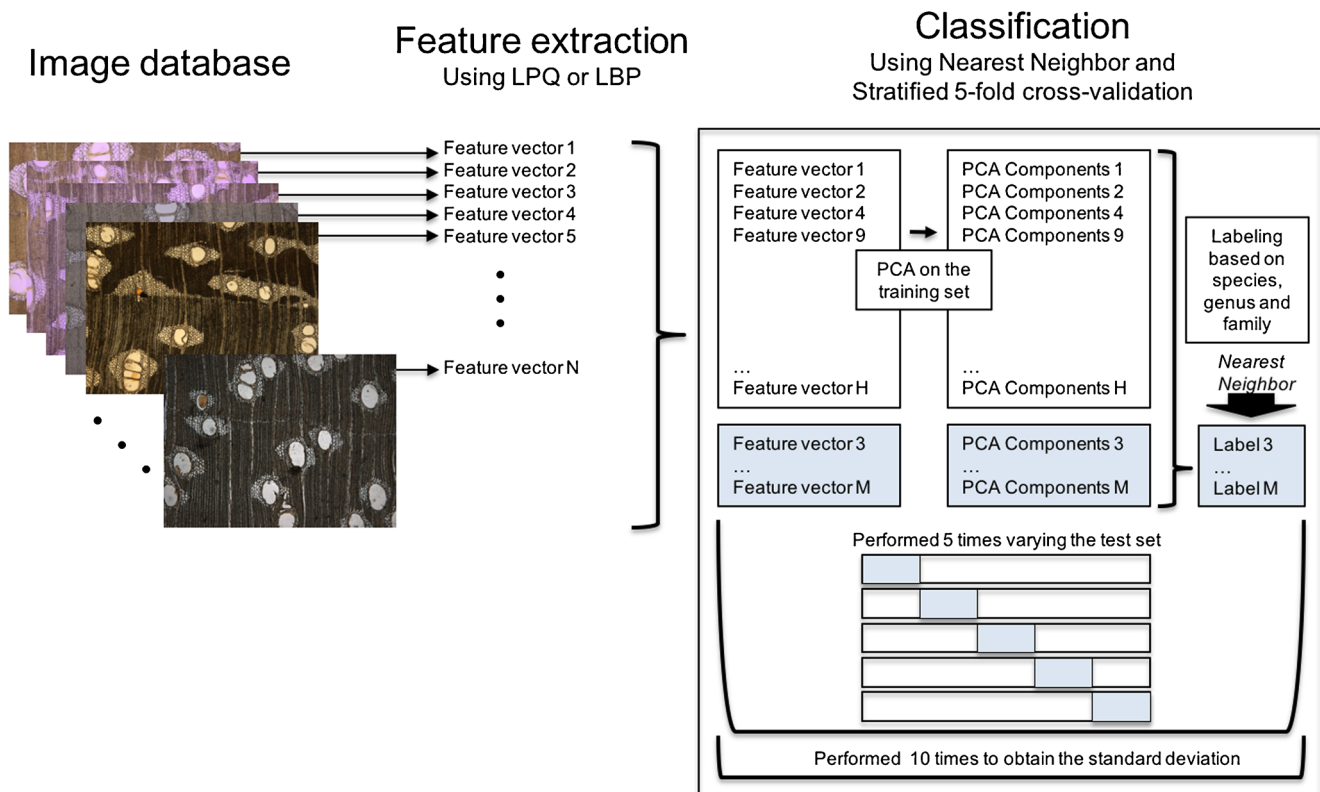 Image database
Feature extraction
Using LPQ or LBP
Classification
Using Nearest Neighbor and
Stratified 5-fold cross-validation
Feature vector 1
Feature vector 2
Feature vector 3
Feature vector 4
Feature vector 5
Feature vector N
Feature vector 1
Feature vector 2
Feature vector 4
Feature vector 9
...
Feature vector H
PCA on the
training set
PCA Components 1
PCA Components 2
PCA Components 4
PCA Components 9
...
PCA Components H
Labeling
based on
species,
genus and
family
Nearest
Neighbor
Feature vector 3
...
Feature vector M
PCA Components 3
...
PCA Components M
Label 3
...
Label M
Performed 5 times varying the test set
Performed 10 times to obtain the standard deviation